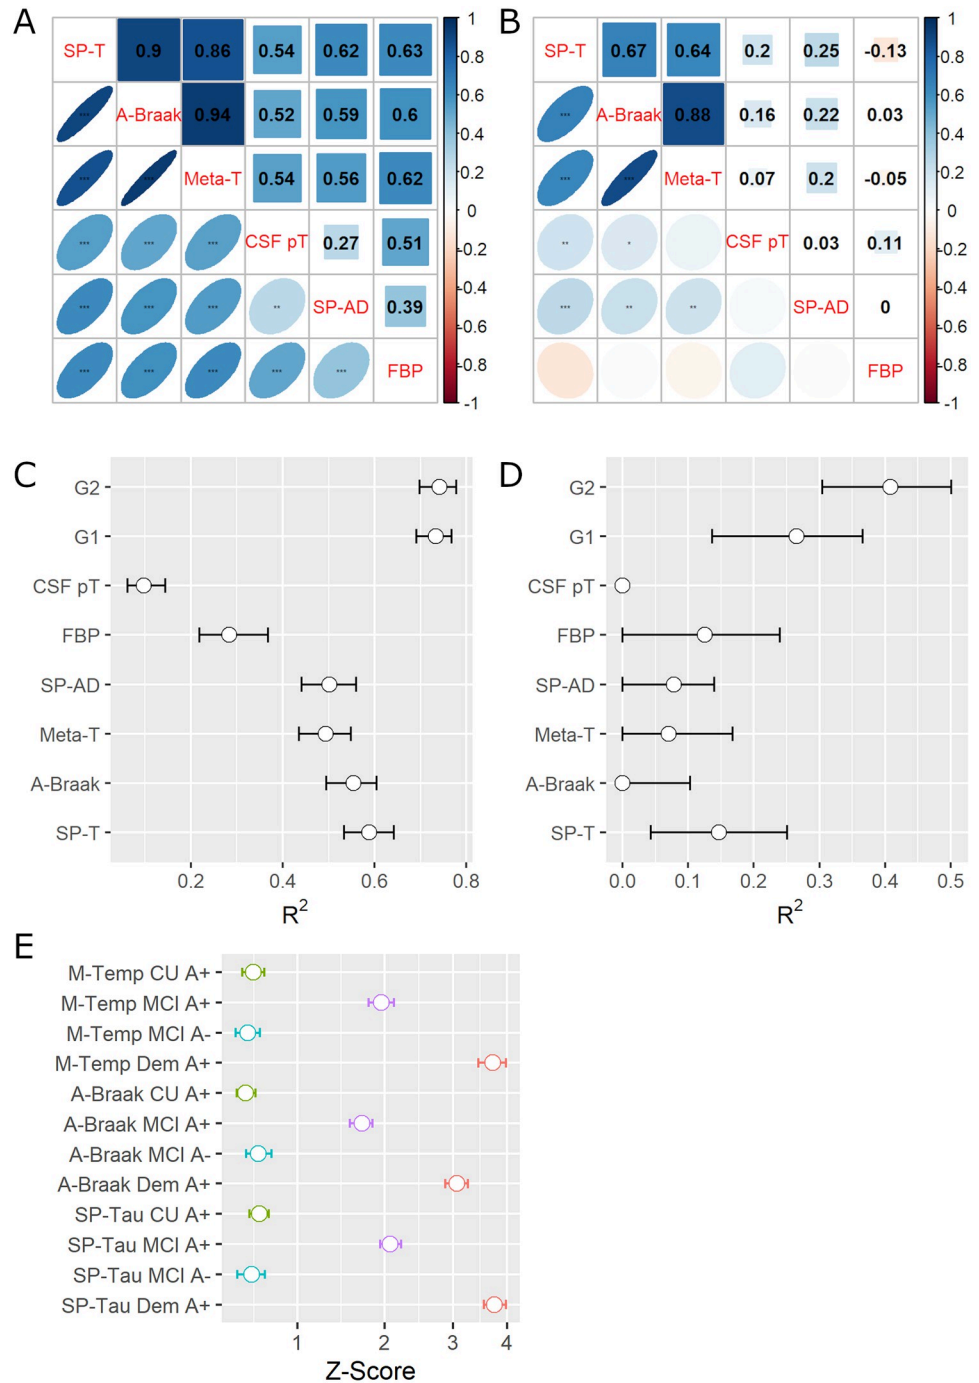 A
SP-T 0.9 0.86 0.54 0.62 0.63
*** A-Braak 0.94 0.52 0.59 0.6
*** *** Meta-T 0.54 0.56 0.62
*** *** *** CSF pT 0.27 0.51
*** *** *** ** SP-AD 0.39
*** *** *** *** *** FBP
1
0.8
0.6
0.4
0.2
0
-0.2
-0.4
-0.6
-0.8
-1
B
SP-T 0.67 0.64 0.2 0.25 -0.13
*** A-Braak 0.88 0.16 0.22 0.03
*** *** Meta-T 0.07 0.2 -0.05
** * CSF pT 0.03 0.11
*** ** ** SP-AD 0
FBP
1
0.8
0.6
0.4
0.2
0
-0.2
-0.4
-0.6
-0.8
-1
C
G2
G1
CSF pT
FBP
SP-AD
Meta-T
A-Braak
SP-T
0.2 0.4 0.6 0.8
R²
D
G2
G1
CSF pT
FBP
SP-AD
Meta-T
A-Braak
SP-T
0.0 0.1 0.2 0.3 0.4 0.5
R²
E
M-Temp CU A+
M-Temp MCI A+
M-Temp MCI A-
M-Temp Dem A+
A-Braak CU A+
A-Braak MCI A+
A-Braak MCI A-
A-Braak Dem A+
SP-Tau CU A+
SP-Tau MCI A+
SP-Tau MCI A-
SP-Tau Dem A+
1 2 3 4
Z-Score